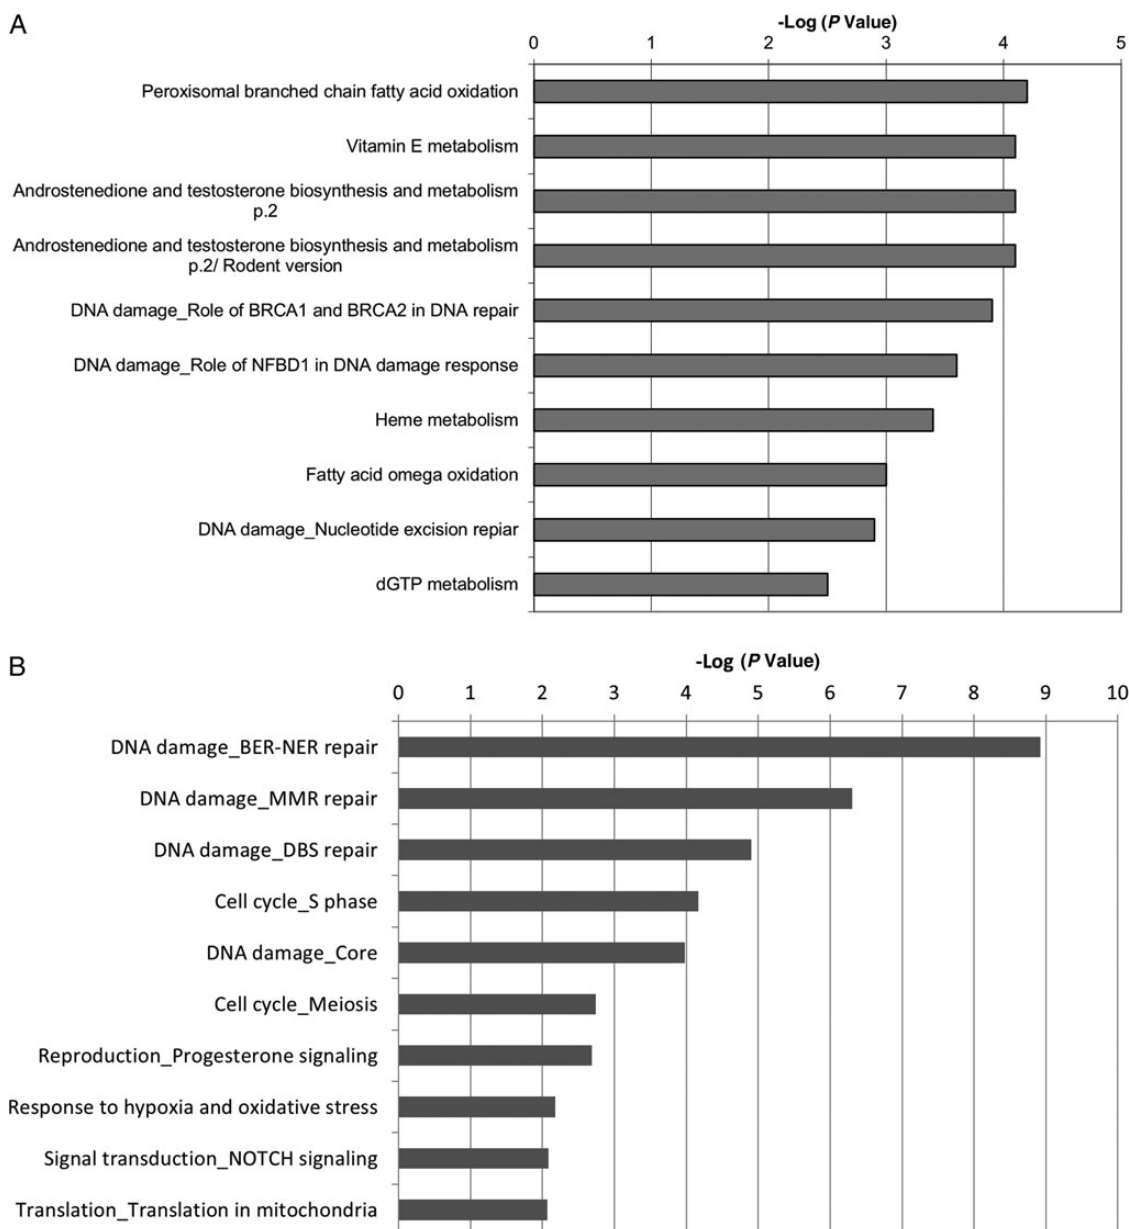 A
-Log (P Value)
0 1 2 3 4 5
Peroxisomal branched chain fatty acid oxidation
Vitamin E metabolism
Androstenedione and testosterone biosynthesis and metabolism
p.2
Androstenedione and testosterone biosynthesis and metabolism
p.2/ Rodent version
DNA damage_Role of BRCA1 and BRCA2 in DNA repair
DNA damage_Role of NFBD1 in DNA damage response
Heme metabolism
Fatty acid omega oxidation
DNA damage_Nucleotide excision repiar
dGTP metabolism
B
-Log (P Value)
0 1 2 3 4 5 6 7 8 9 10
DNA damage_BER-NER repair
DNA damage_MMR repair
DNA damage_DBS repair
Cell cycle_S phase
DNA damage_Core
Cell cycle_Meiosis
Reproduction_Progesterone signaling
Response to hypoxia and oxidative stress
Signal transduction_NOTCH signaling
Translation_Translation in mitochondria